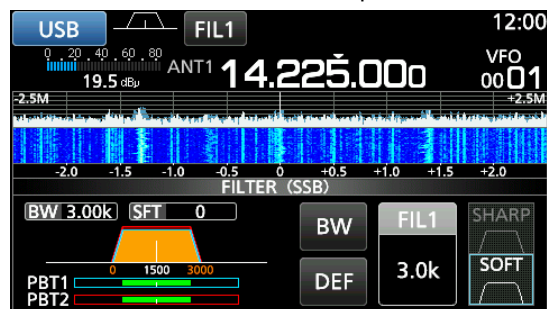 USB FIL1 12:00
0 20 40 60 80 ANT1 14.225.000 VFO
19.5 dBμ 00 01
-2.5M +2.5M
-2.0 -1.5 -1.0 -0.5 0 +0.5 +1.0 +1.5 +2.0
FILTER (SSB)
BW 3.00k SFT 0 BW FIL1 SHARP
0 1500 3000 DEF 3.0k SOFT
PBT1
PBT2